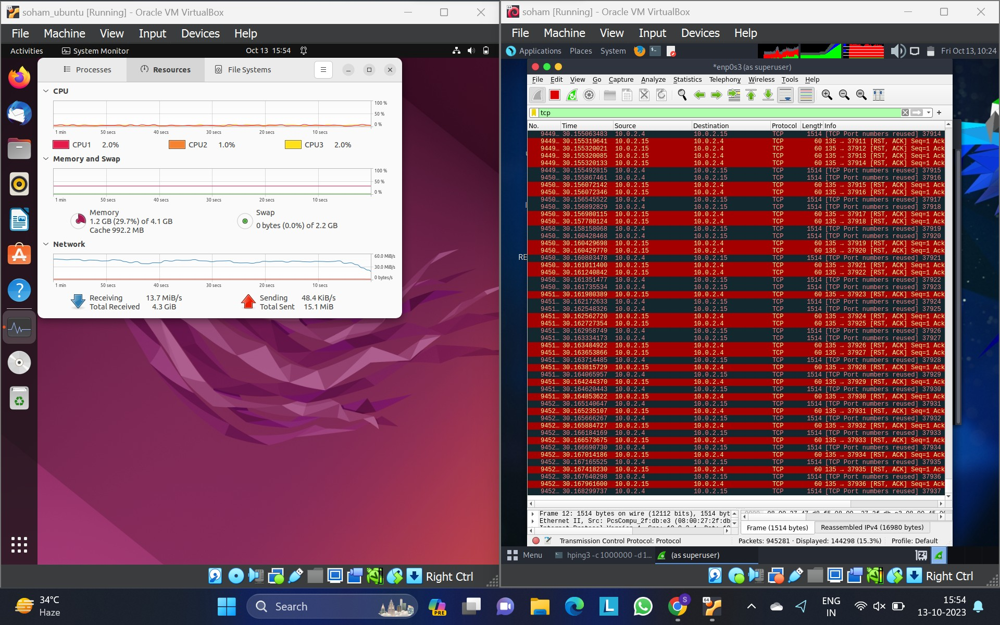 soham_ubuntu [Running] - Oracle VM VirtualBox
File Machine View Input Devices Help
Activities System Monitor Oct 13 15:54
Processes Resources File Systems
CPU
100 %
50 %
0 %
1 min 50 secs 40 secs 30 secs 20 secs 10 secs
CPU1 2.0% CPU2 1.0% CPU3 2.0%
Memory and Swap
100 %
50 %
0 %
1 min 50 secs 40 secs 30 secs 20 secs 10 secs
Memory
1.2 GB (29.7%) of 4.1 GB
Cache 992.2 MB
Swap
0 bytes (0.0%) of 2.2 GB
Network
60.0 MiB/s
30.0 MiB/s
0 bytes/s
1 min 50 secs 40 secs 30 secs 20 secs 10 secs
Receiving 13.7 MiB/s
Total Received 4.3 GiB
Sending 48.4 KiB/s
Total Sent 15.1 MiB
Right Ctrl
soham [Running] - Oracle VM VirtualBox
File Machine View Input Devices Help
Applications Places System Fri Oct 13, 10:24
*enp0s3 (as superuser)
File Edit View Go Capture Analyze Statistics Telephony Wireless Tools Help
tcp
No. Time Source Destination Protocol Length Info
9449… 30.155063483 10.0.2.4 10.0.2.15 TCP 1514 [TCP Port numbers reused] 37914
9449… 30.155319641 10.0.2.15 10.0.2.4 TCP 60 135 → 37911 [RST, ACK] Seq=1 Ack
9449… 30.155320021 10.0.2.15 10.0.2.4 TCP 60 135 → 37912 [RST, ACK] Seq=1 Ack
9449… 30.155320085 10.0.2.15 10.0.2.4 TCP 60 135 → 37913 [RST, ACK] Seq=1 Ack
9449… 30.155320133 10.0.2.15 10.0.2.4 TCP 60 135 → 37914 [RST, ACK] Seq=1 Ack
9449… 30.155492815 10.0.2.4 10.0.2.15 TCP 1514 [TCP Port numbers reused] 37915
9450… 30.155867461 10.0.2.4 10.0.2.15 TCP 1514 [TCP Port numbers reused] 37916
9450… 30.156072142 10.0.2.15 10.0.2.4 TCP 60 135 → 37915 [RST, ACK] Seq=1 Ack
9450… 30.156072346 10.0.2.15 10.0.2.4 TCP 60 135 → 37916 [RST, ACK] Seq=1 Ack
9450… 30.156545522 10.0.2.4 10.0.2.15 TCP 1514 [TCP Port numbers reused] 37917
9450… 30.156892829 10.0.2.4 10.0.2.15 TCP 1514 [TCP Port numbers reused] 37918
9450… 30.156980115 10.0.2.15 10.0.2.4 TCP 60 135 → 37917 [RST, ACK] Seq=1 Ack
9450… 30.157780124 10.0.2.15 10.0.2.4 TCP 60 135 → 37918 [RST, ACK] Seq=1 Ack
9450… 30.158158068 10.0.2.4 10.0.2.15 TCP 1514 [TCP Port numbers reused] 37919
9450… 30.160428468 10.0.2.4 10.0.2.15 TCP 1514 [TCP Port numbers reused] 37920
9450… 30.160429698 10.0.2.15 10.0.2.4 TCP 60 135 → 37919 [RST, ACK] Seq=1 Ack
9450… 30.160429770 10.0.2.15 10.0.2.4 TCP 60 135 → 37920 [RST, ACK] Seq=1 Ack
9450… 30.160803478 10.0.2.4 10.0.2.15 TCP 1514 [TCP Port numbers reused] 37921
9450… 30.161011400 10.0.2.15 10.0.2.4 TCP 60 135 → 37921 [RST, ACK] Seq=1 Ack
9450… 30.161240842 10.0.2.15 10.0.2.4 TCP 60 135 → 37922 [RST, ACK] Seq=1 Ack
9450… 30.161351477 10.0.2.4 10.0.2.15 TCP 1514 [TCP Port numbers reused] 37922
9450… 30.161735534 10.0.2.4 10.0.2.15 TCP 1514 [TCP Port numbers reused] 37923
9451… 30.161980389 10.0.2.15 10.0.2.4 TCP 60 135 → 37923 [RST, ACK] Seq=1 Ack
9451… 30.162172633 10.0.2.4 10.0.2.15 TCP 1514 [TCP Port numbers reused] 37924
9451… 30.162548326 10.0.2.4 10.0.2.15 TCP 1514 [TCP Port numbers reused] 37925
9451… 30.162562720 10.0.2.15 10.0.2.4 TCP 60 135 → 37924 [RST, ACK] Seq=1 Ack
9451… 30.162727354 10.0.2.15 10.0.2.4 TCP 60 135 → 37925 [RST, ACK] Seq=1 Ack
9451… 30.162958749 10.0.2.4 10.0.2.15 TCP 1514 [TCP Port numbers reused] 37926
9451… 30.163334173 10.0.2.4 10.0.2.15 TCP 1514 [TCP Port numbers reused] 37927
9451… 30.163484922 10.0.2.15 10.0.2.4 TCP 60 135 → 37926 [RST, ACK] Seq=1 Ack
9451… 30.163653866 10.0.2.15 10.0.2.4 TCP 60 135 → 37927 [RST, ACK] Seq=1 Ack
9451… 30.163714485 10.0.2.4 10.0.2.15 TCP 1514 [TCP Port numbers reused] 37928
9451… 30.163815729 10.0.2.15 10.0.2.4 TCP 60 135 → 37928 [RST, ACK] Seq=1 Ack
9451… 30.164065957 10.0.2.4 10.0.2.15 TCP 1514 [TCP Port numbers reused] 37929
9451… 30.164244370 10.0.2.15 10.0.2.4 TCP 60 135 → 37929 [RST, ACK] Seq=1 Ack
9451… 30.164620443 10.0.2.4 10.0.2.15 TCP 1514 [TCP Port numbers reused] 37930
9451… 30.164853622 10.0.2.15 10.0.2.4 TCP 60 135 → 37930 [RST, ACK] Seq=1 Ack
9452… 30.165140647 10.0.2.4 10.0.2.15 TCP 1514 [TCP Port numbers reused] 37931
9452… 30.165235107 10.0.2.15 10.0.2.4 TCP 60 135 → 37931 [RST, ACK] Seq=1 Ack
9452… 30.165666267 10.0.2.4 10.0.2.15 TCP 1514 [TCP Port numbers reused] 37932
9452… 30.165884727 10.0.2.15 10.0.2.4 TCP 60 135 → 37932 [RST, ACK] Seq=1 Ack
9452… 30.166184169 10.0.2.4 10.0.2.15 TCP 1514 [TCP Port numbers reused] 37933
9452… 30.166573675 10.0.2.15 10.0.2.4 TCP 60 135 → 37933 [RST, ACK] Seq=1 Ack
9452… 30.166690730 10.0.2.4 10.0.2.15 TCP 1514 [TCP Port numbers reused] 37934
9452… 30.167014186 10.0.2.15 10.0.2.4 TCP 60 135 → 37934 [RST, ACK] Seq=1 Ack
9452… 30.167165525 10.0.2.4 10.0.2.15 TCP 1514 [TCP Port numbers reused] 37935
9452… 30.167418230 10.0.2.15 10.0.2.4 TCP 60 135 → 37935 [RST, ACK] Seq=1 Ack
9452… 30.167640298 10.0.2.4 10.0.2.15 TCP 1514 [TCP Port numbers reused] 37936
9452… 30.167961600 10.0.2.15 10.0.2.4 TCP 60 135 → 37936 [RST, ACK] Seq=1 Ack
9452… 30.168299737 10.0.2.4 10.0.2.15 TCP 1514 [TCP Port numbers reused] 37937
RE
Frame 12: 1514 bytes on wire (12112 bits), 1514 byt
Ethernet II, Src: PcsCompu_2f:db:e3 (08:00:27:2f:db
Frame (1514 bytes) Reassembled IPv4 (16980 bytes)
Transmission Control Protocol: Protocol Packets: 945281 · Displayed: 144298 (15.3%) Profile: Default
Menu hping3 -c 1000000 -d 1... (as superuser)
Right Ctrl
34°C
Haze
Search
PRE
ENG
IN
15:54
13-10-2023